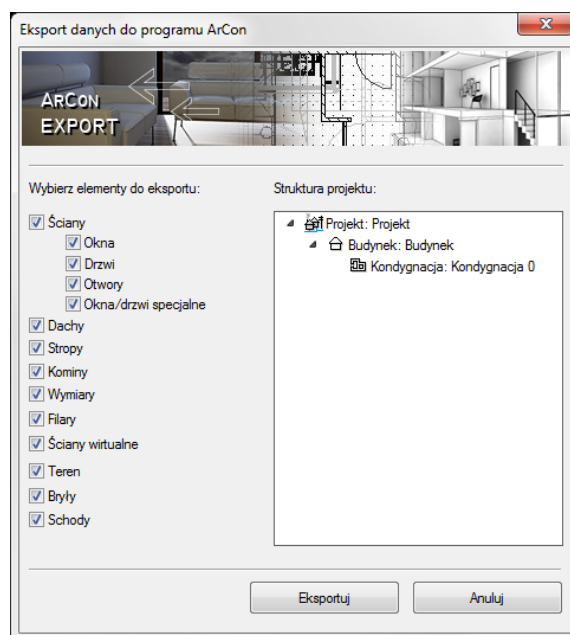 Eksport danych do programu ArCon
ARCON
EXPORT
Wybierz elementy do eksportu:
Ściany
Okna
Drzwi
Otwory
Okna/drzwi specjalne
Dachy
Stropy
Kominy
Wymiary
Filary
Ściany wirtualne
Teren
Bryły
Schody
Struktura projektu:
Projekt: Projekt
Budynek: Budynek
Kondygnacja: Kondygnacja 0
Eksportuj
Anuluj